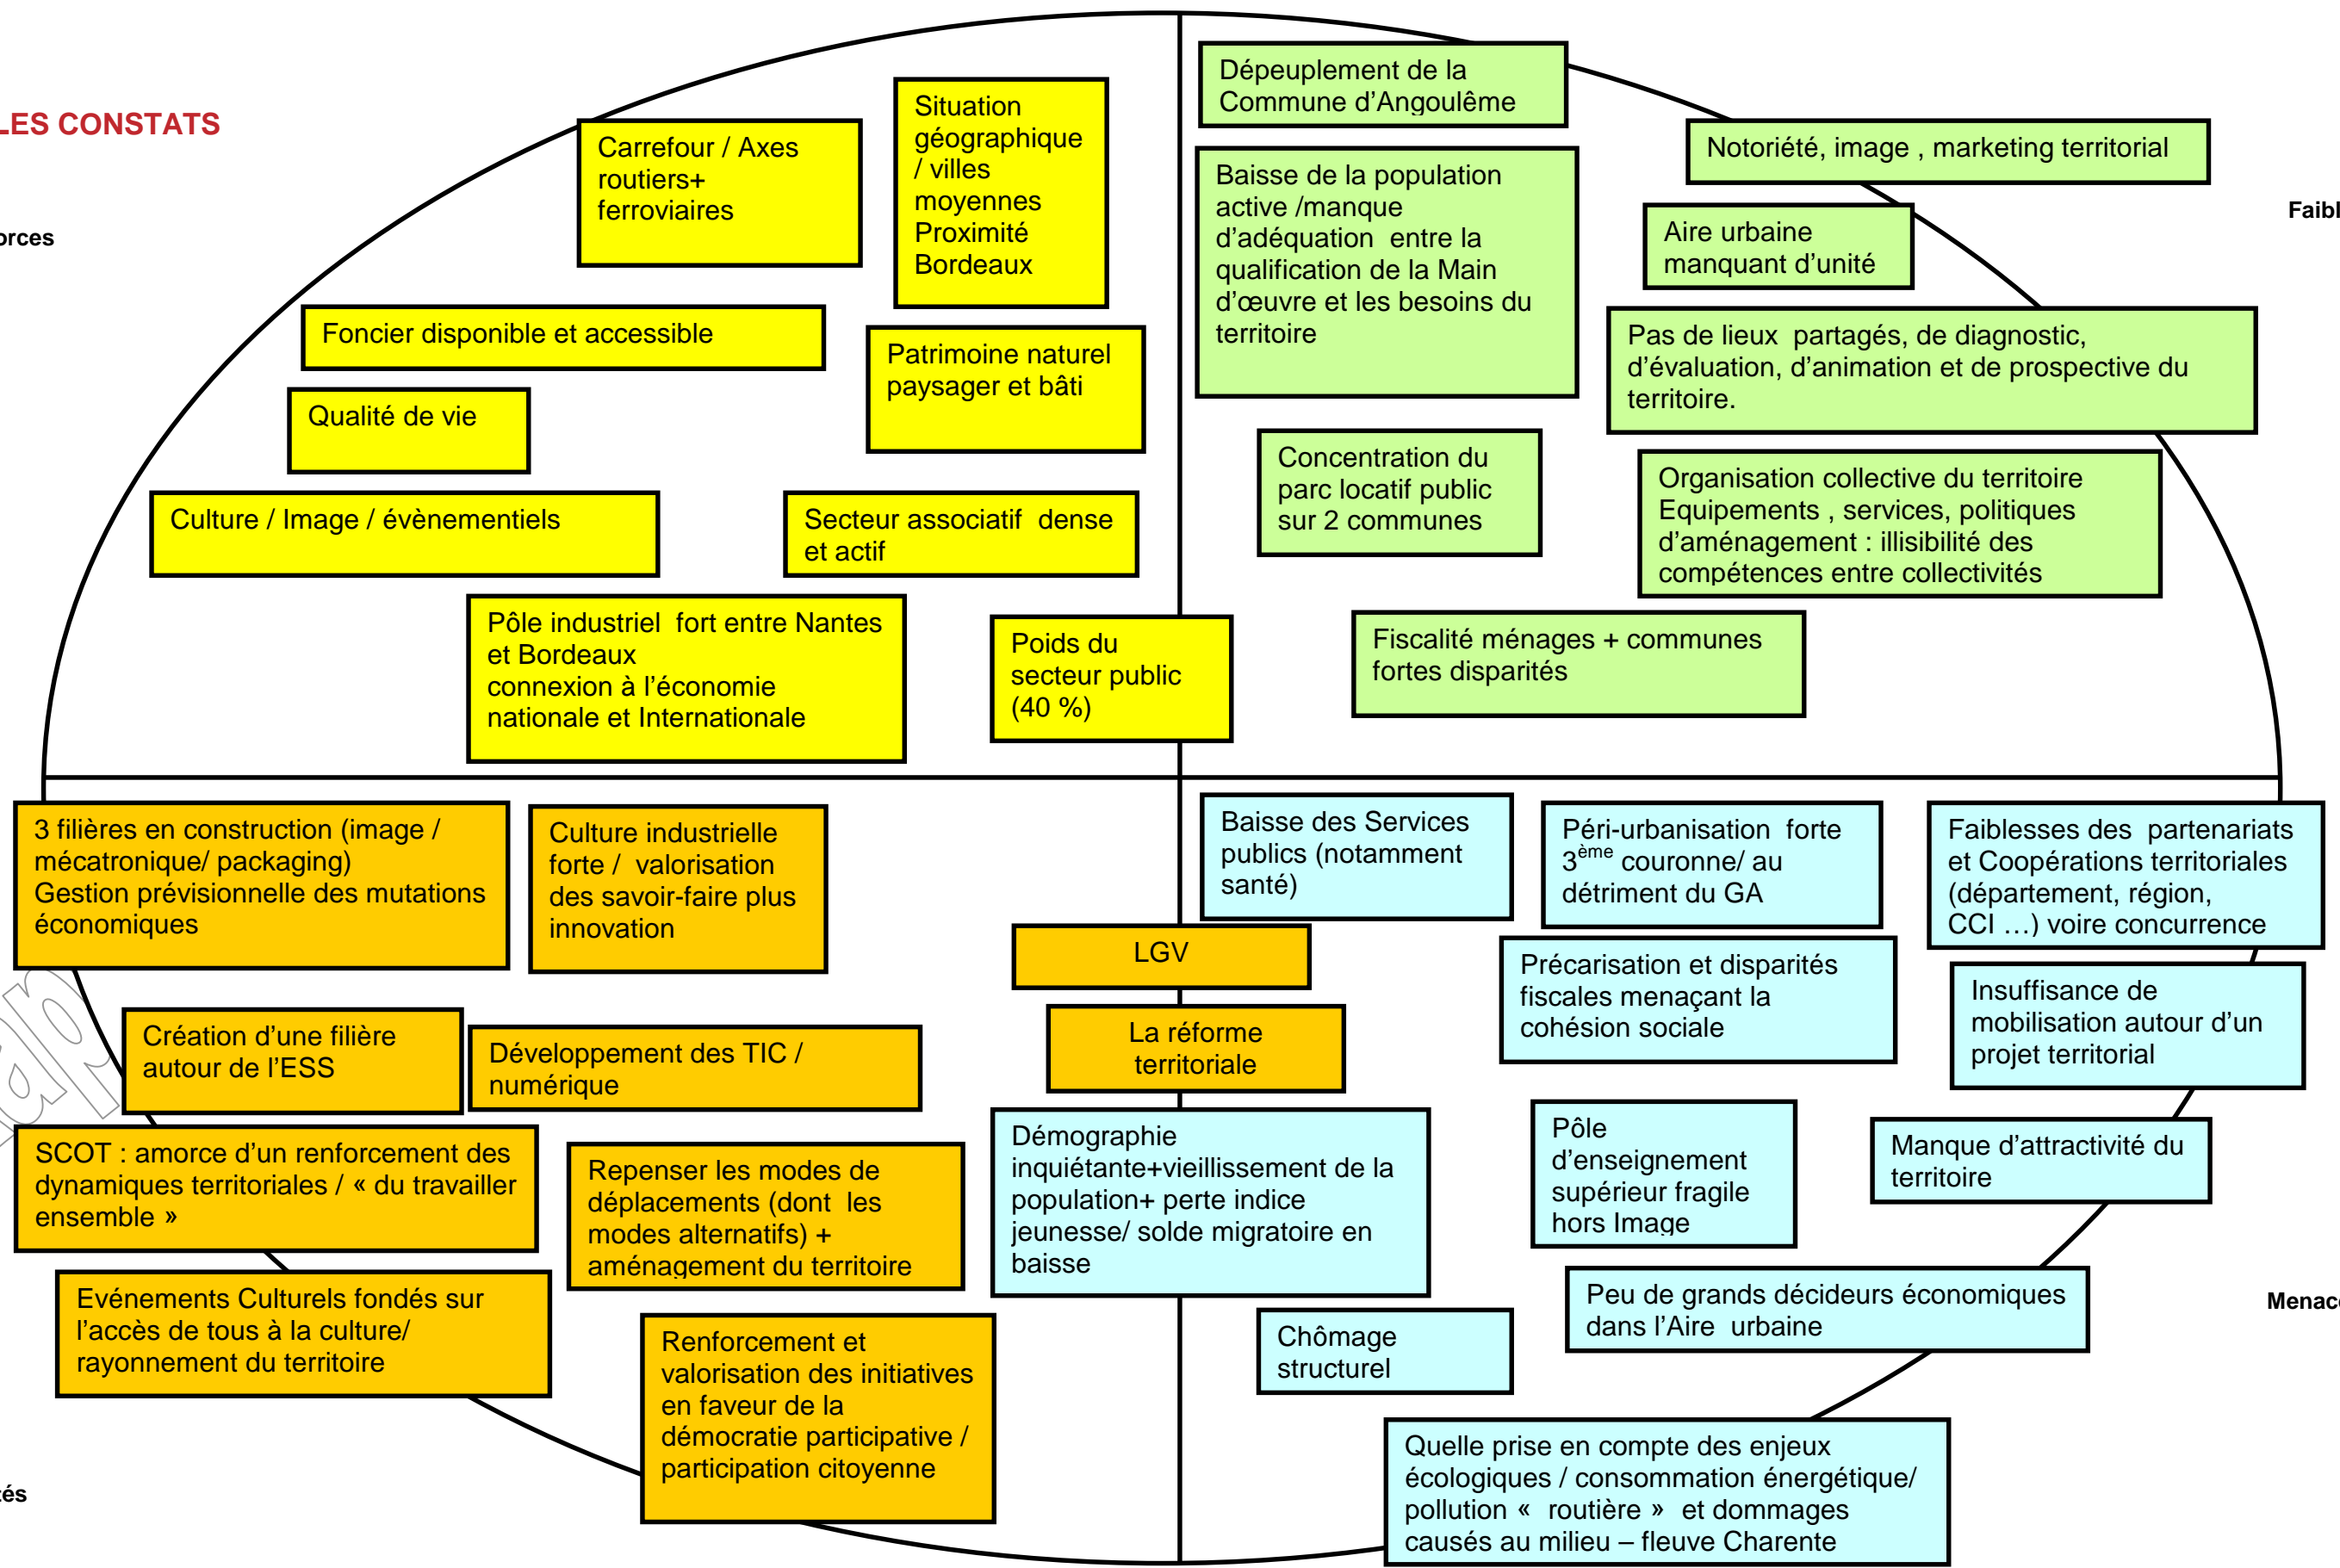 LES CONSTATS
orces
Carrefour / Axes
routiers+
ferroviaires
Situation
géographique
/ villes
moyennes
Proximité
Bordeaux
Foncier disponible et accessible
Patrimoine naturel
paysager et bâti
Qualité de vie
Culture / Image / évènementiels
Secteur associatif dense
et actif
Pôle industriel fort entre Nantes
et Bordeaux
connexion à l'économie
nationale et Internationale
Poids du
secteur public
(40 %)
Faibl
Dépeuplement de la
Commune d'Angoulême
Notoriété, image , marketing territorial
Baisse de la population
active /manque
d'adéquation entre la
qualification de la Main
d'œuvre et les besoins du
territoire
Aire urbaine
manquant d'unité
Pas de lieux partagés, de diagnostic,
d'évaluation, d'animation et de prospective du
territoire.
Concentration du
parc locatif public
sur 2 communes
Organisation collective du territoire
Equipements , services, politiques
d'aménagement : illisibilité des
compétences entre collectivités
Fiscalité ménages + communes
fortes disparités
3 filières en construction (image /
mécatronique/ packaging)
Gestion prévisionnelle des mutations
économiques
Culture industrielle
forte / valorisation
des savoir-faire plus
innovation
LGV
La réforme
territoriale
Création d'une filière
autour de l'ESS
Développement des TIC /
numérique
SCOT : amorce d'un renforcement des
dynamiques territoriales / « du travailler
ensemble »
Repenser les modes de
déplacements (dont les
modes alternatifs) +
aménagement du territoire
Evénements Culturels fondés sur
l'accès de tous à la culture/
rayonnement du territoire
Renforcement et
valorisation des initiatives
en faveur de la
démocratie participative /
participation citoyenne
tés
Baisse des Services
publics (notamment
santé)
Péri-urbanisation forte
3ème couronne/ au
détriment du GA
Faiblesses des partenariats
et Coopérations territoriales
(département, région,
CCI …) voire concurrence
Précarisation et disparités
fiscales menaçant la
cohésion sociale
Insuffisance de
mobilisation autour d'un
projet territorial
Démographie
inquiétante+vieillissement de la
population+ perte indice
jeunesse/ solde migratoire en
baisse
Pôle
d'enseignement
supérieur fragile
hors Image
Manque d'attractivité du
territoire
Peu de grands décideurs économiques
dans l'Aire urbaine
Chômage
structurel
Menac
Quelle prise en compte des enjeux
écologiques / consommation énergétique/
pollution « routière » et dommages
causés au milieu – fleuve Charente
ap